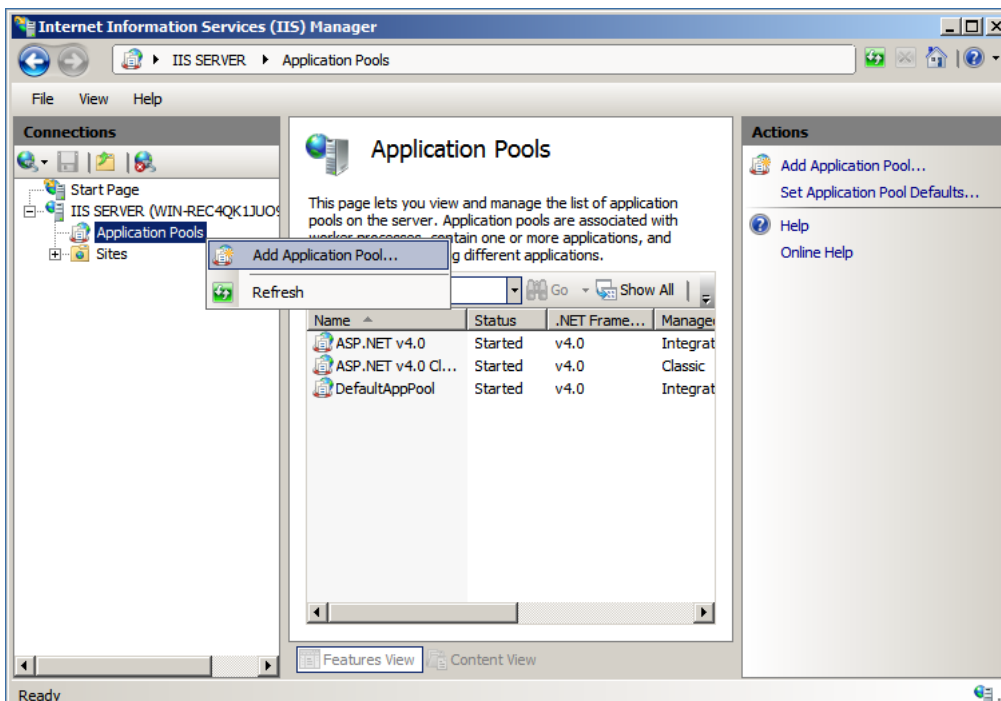 Internet Information Services (IIS) Manager
IIS SERVER
Application Pools
File View Help
Connections
Start Page
IIS SERVER (WIN-REC4QK1JUO9
Application Pools
Sites
Add Application Pool...
Refresh
Application Pools
This page lets you view and manage the list of application
pools on the server. Application pools are associated with
worker processes, contain one or more applications, and
g different applications.
Go Show All
Name Status .NET Frame... Manage
ASP.NET v4.0 Started v4.0 Integrat
ASP.NET v4.0 Cl... Started v4.0 Classic
DefaultAppPool Started v4.0 Integrat
Features View Content View
Actions
Add Application Pool...
Set Application Pool Defaults...
Help
Online Help
Ready